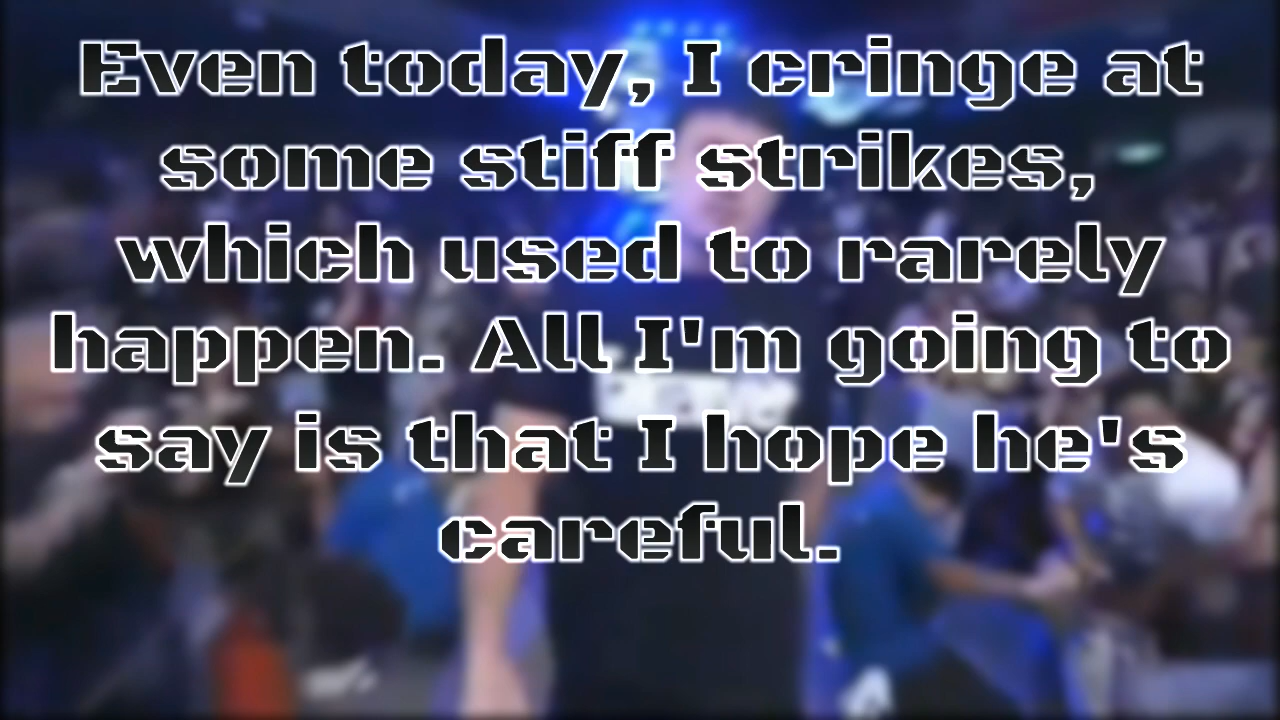 Even today, I cringe at
some stiff strikes,
which used to rarely
happen. All I'm going to
say is that I hope he's
careful.